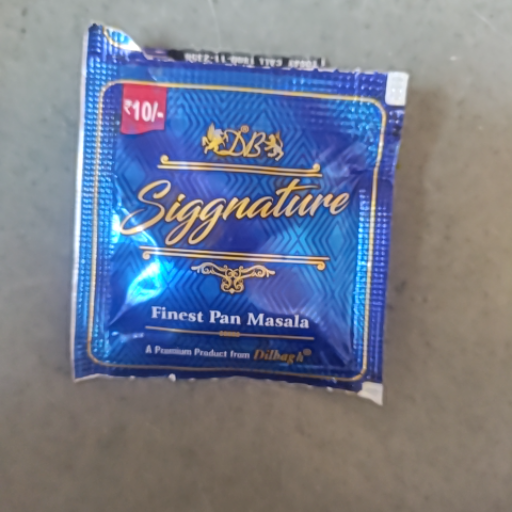 ₹10/-
DB®
Siggnature
Finest Pan Masala
A Premium Product from Dilbagh®